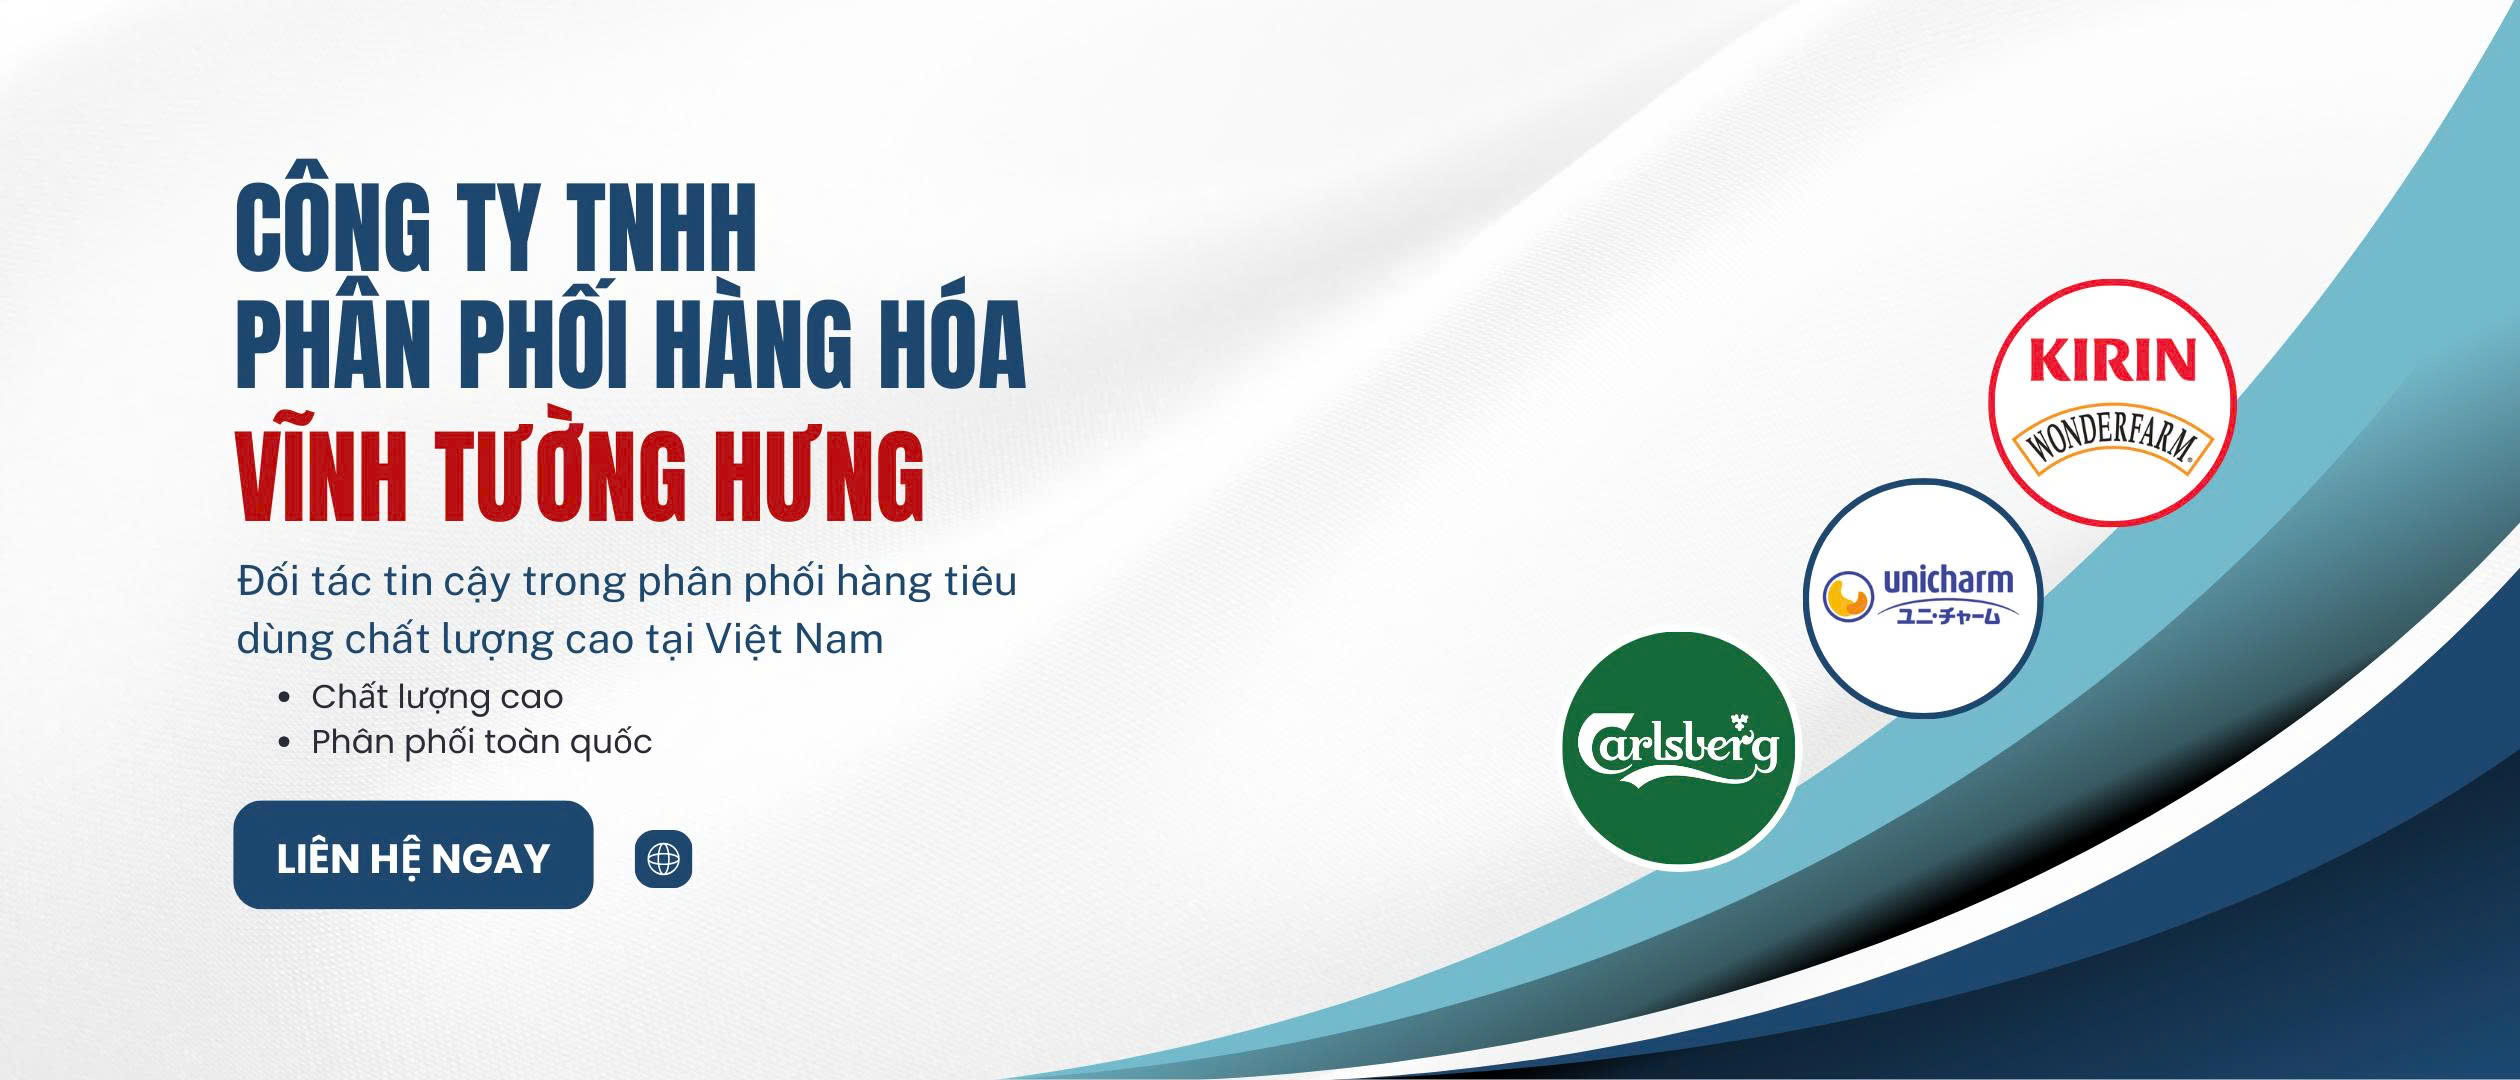 CÔNG TY TNHH
PHÂN PHỐI HÀNG HÓA
VĨNH TƯỜNG HƯNG
Đối tác tin cậy trong phân phối hàng tiêu
dùng chất lượng cao tại Việt Nam
• Chất lượng cao
• Phân phối toàn quốc
LIÊN HỆ NGAY
KIRIN
WONDERFARM®
unicharm
ユニ・チャーム
Carlsberg